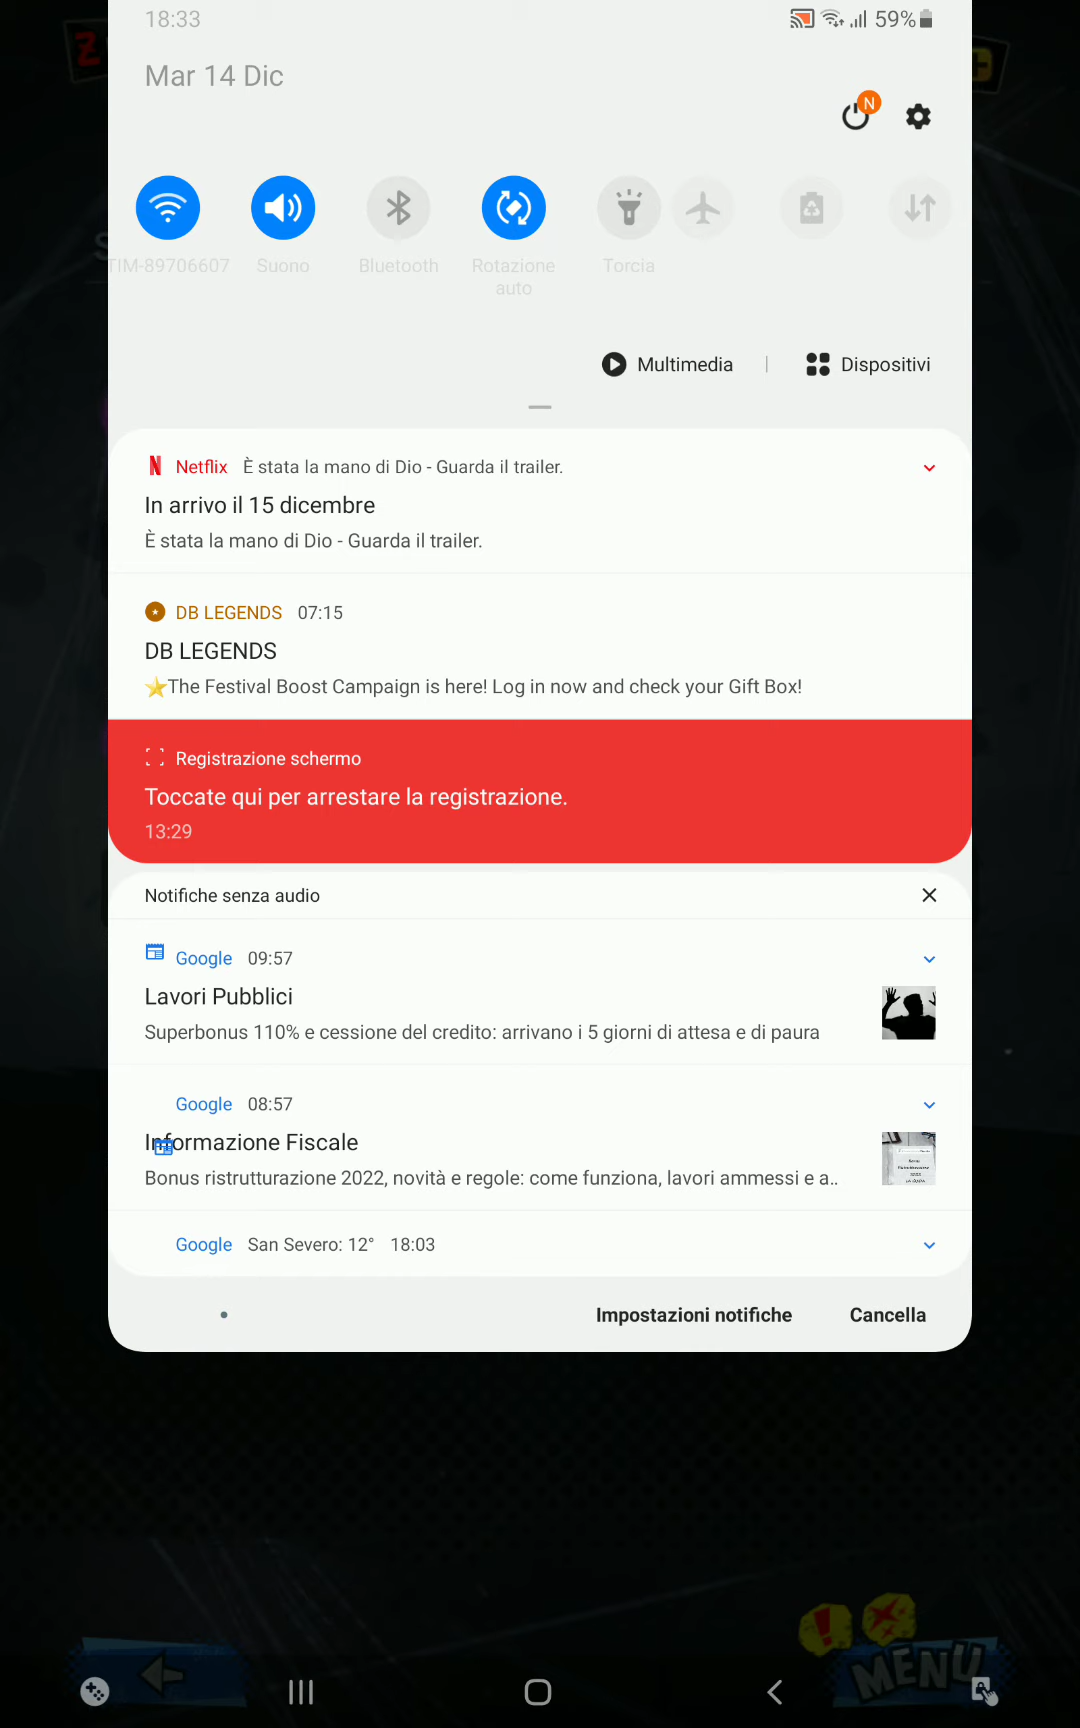 18:33
59%
Mar 14 Dic
N
TIM-89706607
Suono
Bluetooth
Rotazione
auto
Torcia
Multimedia
Dispositivi
Netflix È stata la mano di Dio - Guarda il trailer.
In arrivo il 15 dicembre
È stata la mano di Dio - Guarda il trailer.
DB LEGENDS 07:15
DB LEGENDS
⭐The Festival Boost Campaign is here! Log in now and check your Gift Box!
Registrazione schermo
Toccate qui per arrestare la registrazione.
13:29
Notifiche senza audio
Google 09:57
Lavori Pubblici
Superbonus 110% e cessione del credito: arrivano i 5 giorni di attesa e di paura
Google 08:57
Informazione Fiscale
Bonus ristrutturazione 2022, novità e regole: come funziona, lavori ammessi e a..
Google San Severo: 12° 18:03
Impostazioni notifiche
Cancella
MENU